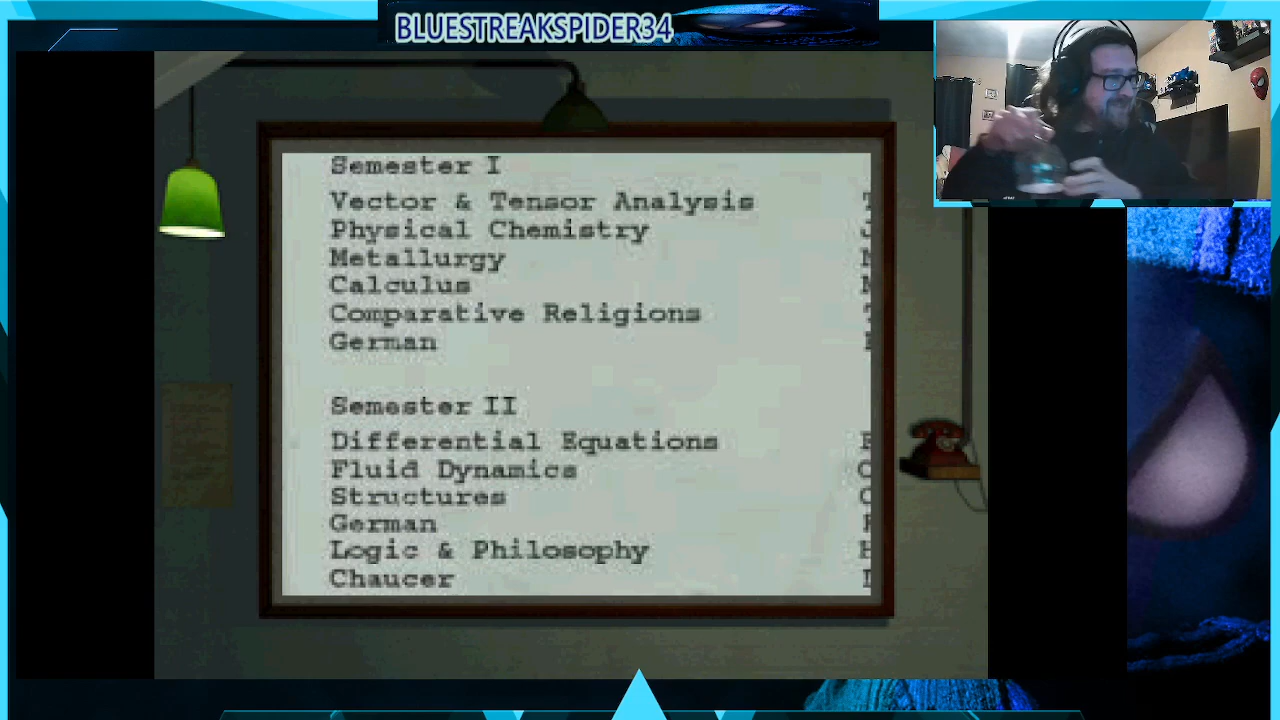 BLUESTREAKSPIDER34
Semester I
Vector & Tensor Analysis
Physical Chemistry
Metallurgy
Calculus
Comparative Religions
German
Semester II
Differential Equations
Fluid Dynamics
Structures
German
Logic & Philosophy
Chaucer